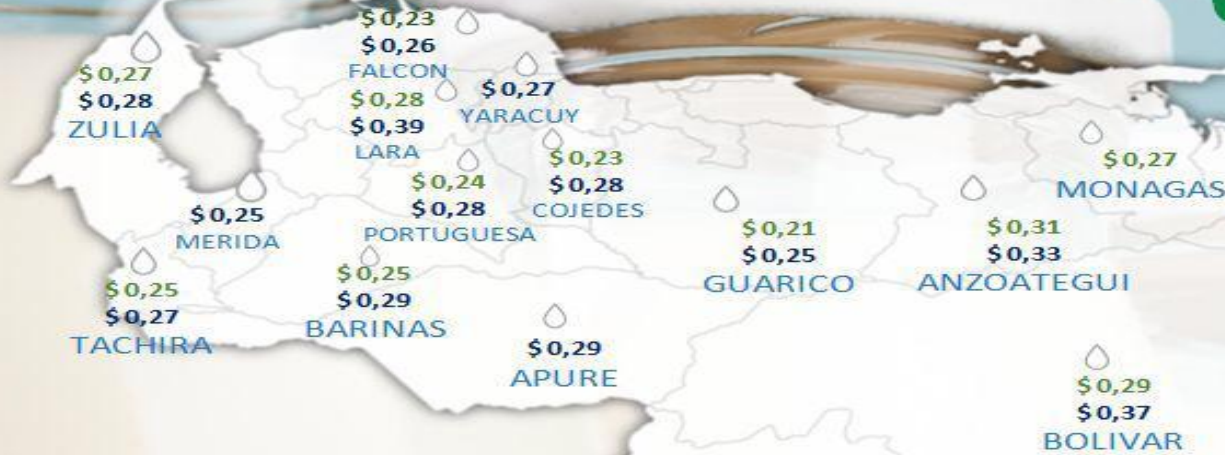 $0,23
$0,26
FALCON
$0,27
$0,28
ZULIA
$0,28
$0,39
LARA
$0,27
YARACUY
$0,23
$0,28
COJEDES
$0,27
MONAGAS
$0,24
$0,28
PORTUGUESA
$0,25
MERIDA
$0,21
$0,25
GUARICO
$0,31
$0,33
ANZOATEGUI
$0,25
$0,27
TACHIRA
$0,25
$0,29
BARINAS
$0,29
APURE
$0,29
$0,37
BOLIVAR